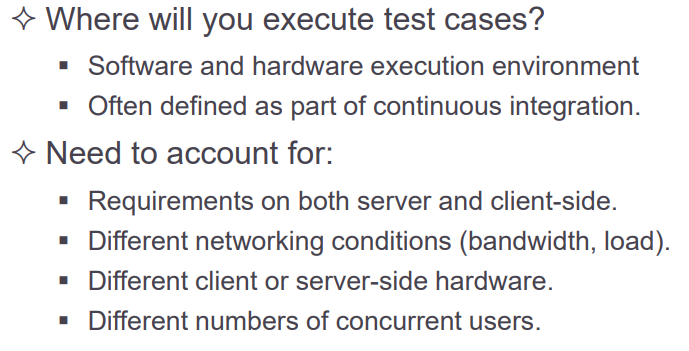 ✧ Where will you execute test cases?
▪ Software and hardware execution environment
▪ Often defined as part of continuous integration.
✧ Need to account for:
▪ Requirements on both server and client-side.
▪ Different networking conditions (bandwidth, load).
▪ Different client or server-side hardware.
▪ Different numbers of concurrent users.